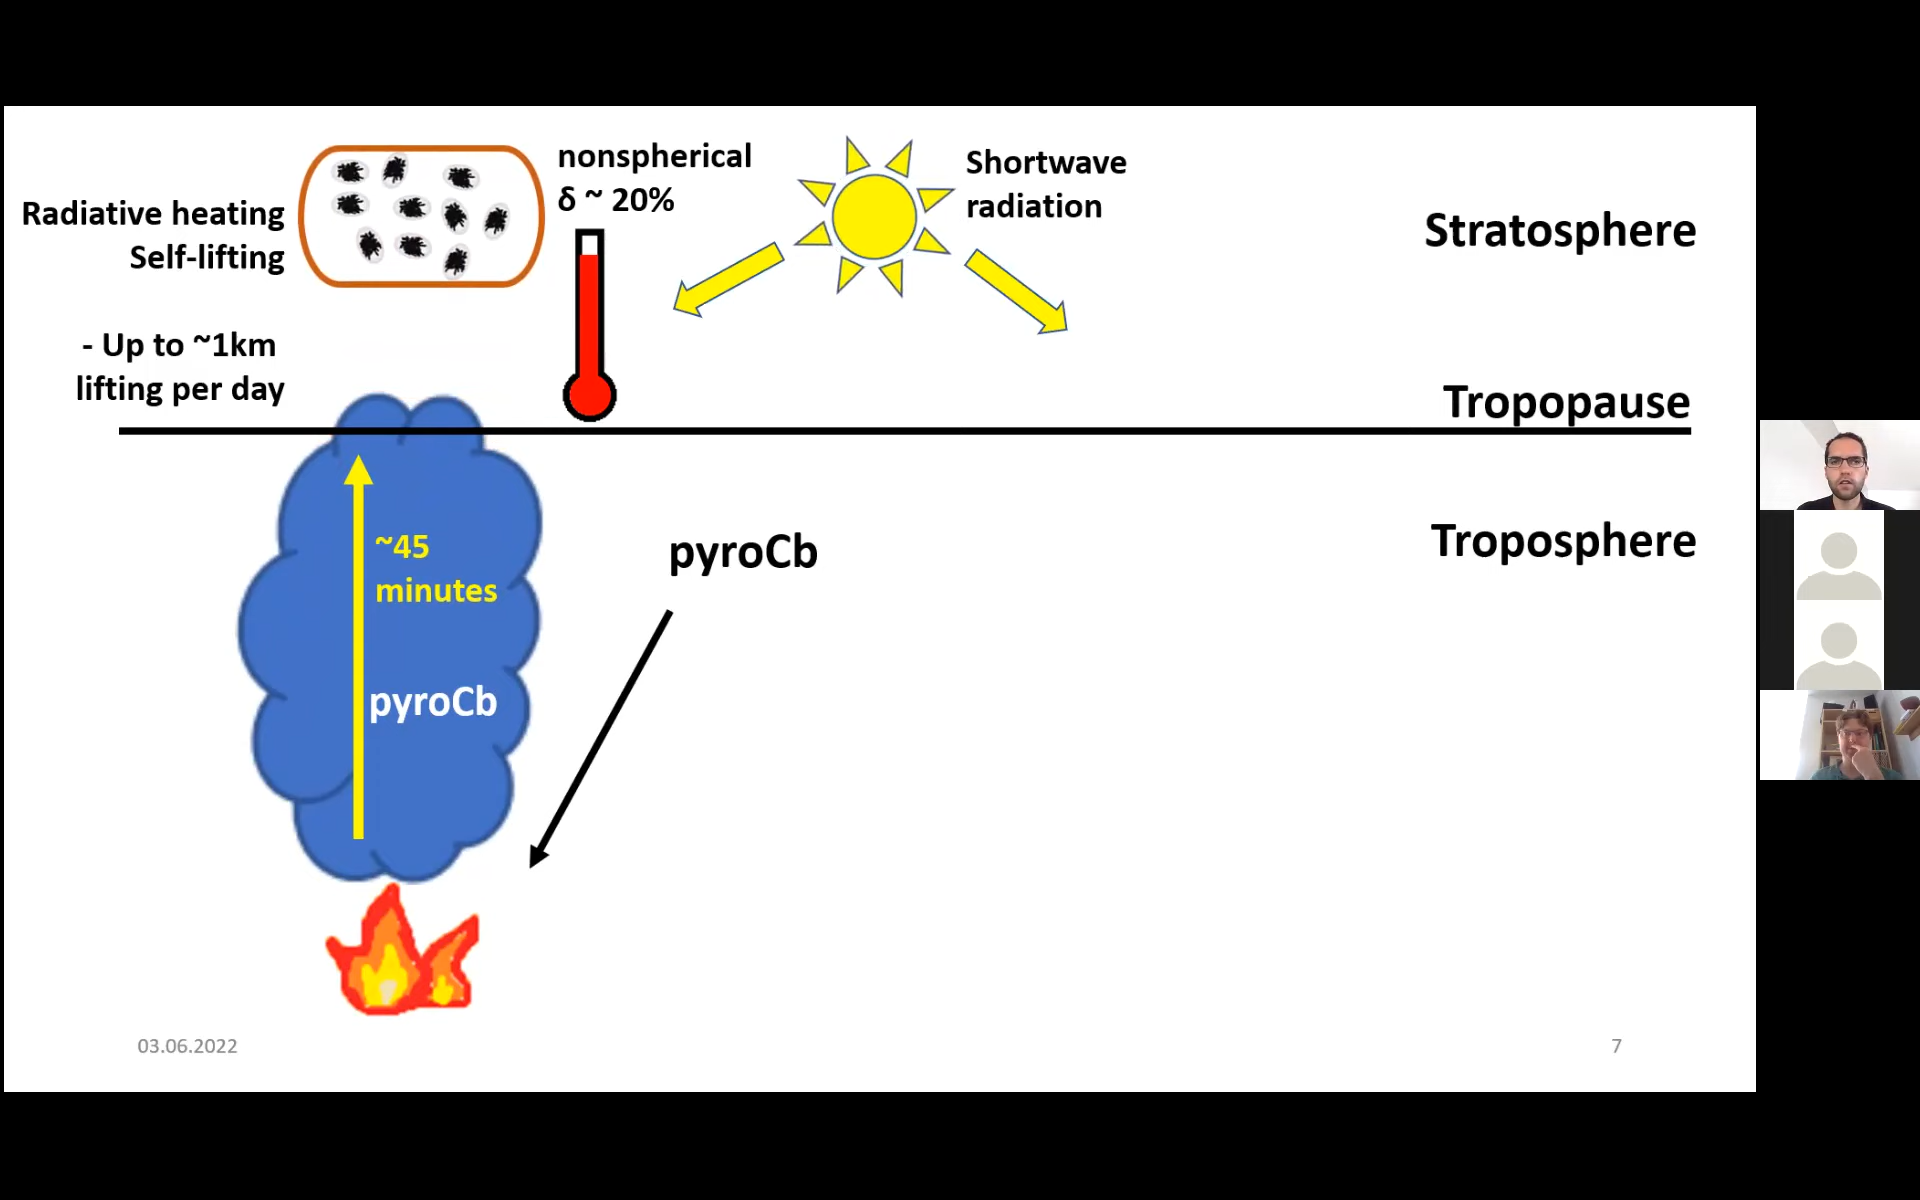 nonspherical
δ ~ 20%
Shortwave
radiation
Radiative heating
Self-lifting
Stratosphere
- Up to ~1km
lifting per day
Tropopause
~45
minutes
pyroCb
Troposphere
pyroCb
03.06.2022
7